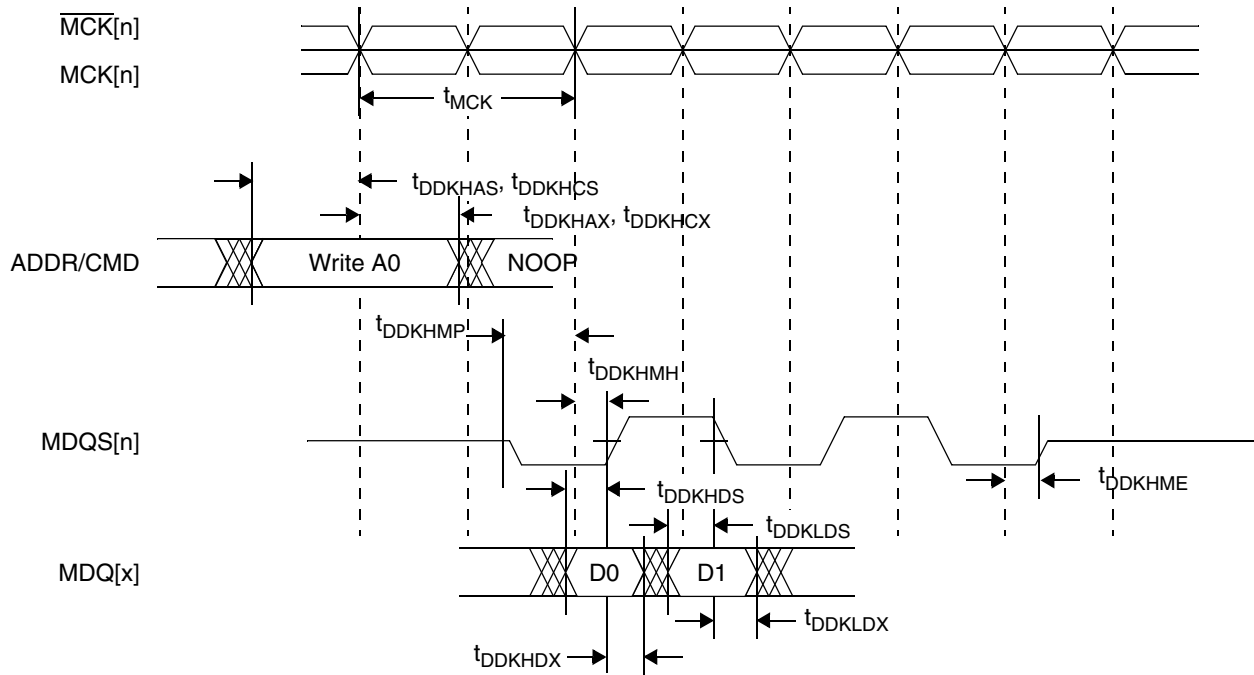 MCK[n]
MCK[n]
tMCK
tDDKHAS, tDDKHCS
tDDKHAX, tDDKHCX
ADDR/CMD
Write A0
NOOP
tDDKHMP
tDDKHMH
MDQS[n]
tDDKHME
tDDKHDS
tDDKLDS
MDQ[x]
D0
D1
tDDKLDX
tDDKHDX